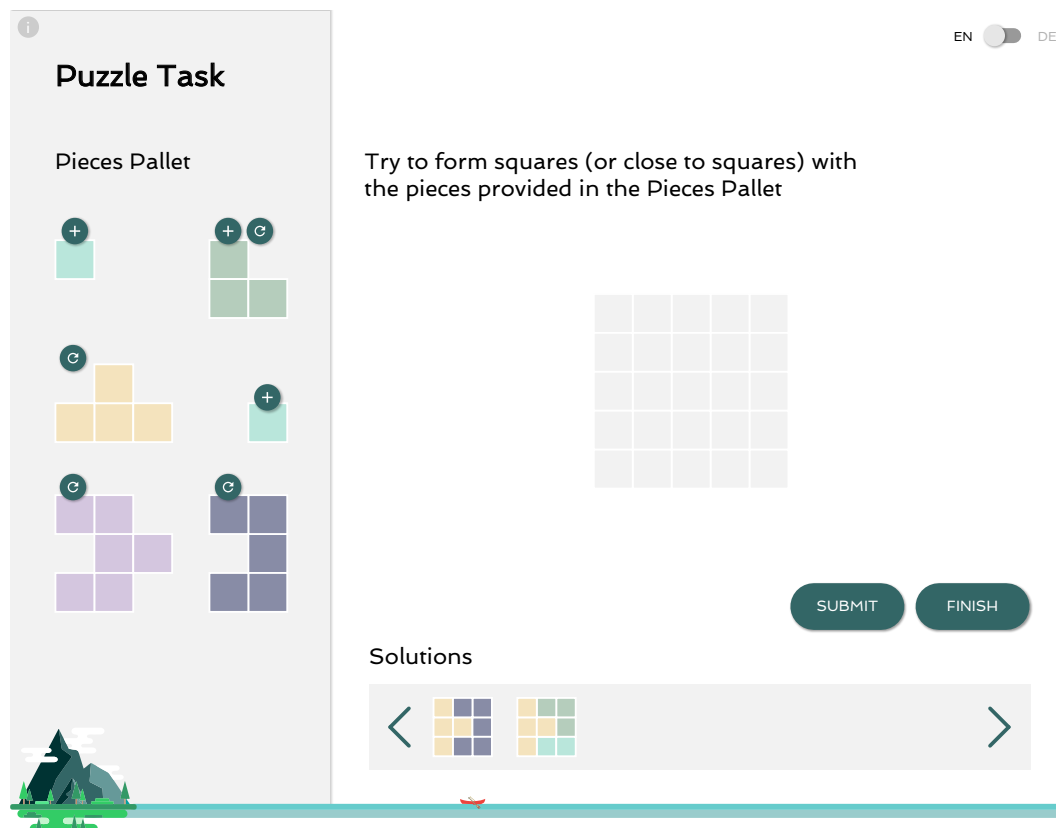 Puzzle Task
EN
DE
Pieces Pallet
Try to form squares (or close to squares) with
the pieces provided in the Pieces Pallet
SUBMIT
FINISH
Solutions